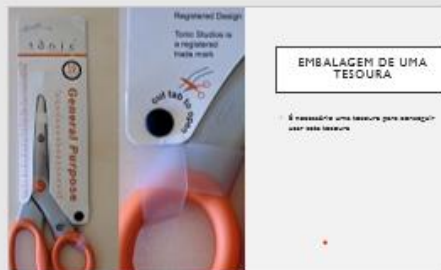 tonic
General Purpose
Registered Design
Tonic Studios is
a registered
trade mark
cut tab to open
EMBALAGEM DE UMA
TESOURA
É necessário uma tesoura para conseguir
usar esta tesoura